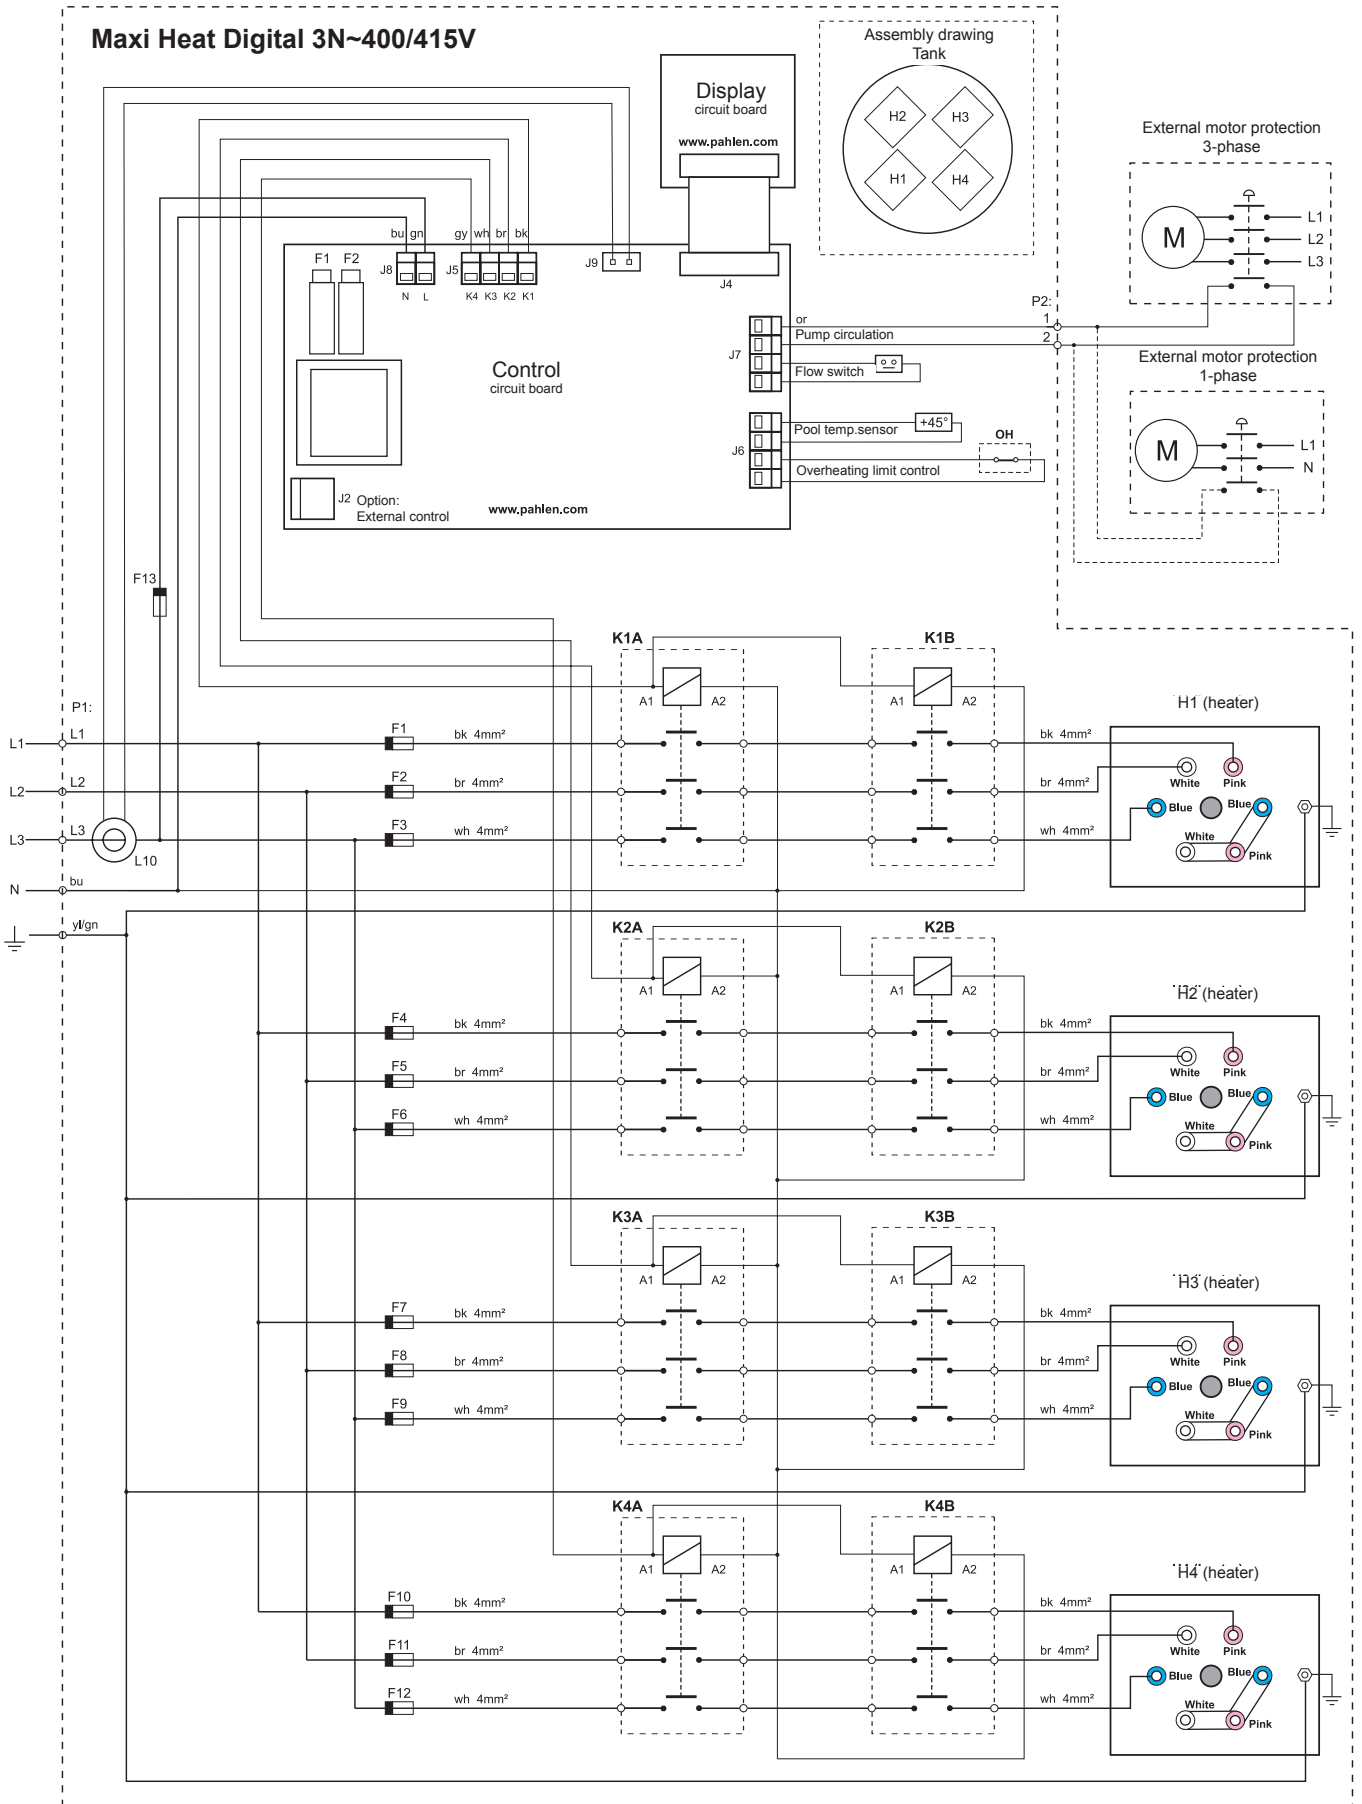 Maxi Heat Digital 3N~400/415V
Display
circuit board
www.pahlen.com
Assembly drawing
Tank
H2
H3
H1
H4
External motor protection
3-phase
M
L1
L2
L3
bu gn
gy wh br bk
F1 F2
J8
N L
J5
K4 K3 K2 K1
J9
J4
Control
circuit board
J7
or
Pump circulation
Flow switch
P2:
1
2
External motor protection
1-phase
M
L1
N
J6
Pool temp.sensor
+45°
OH
Overheating limit control
J2 Option:
External control
www.pahlen.com
F13
K1A
K1B
A1 A2
A1 A2
H1 (heater)
P1:
L1 L1
F1
bk 4mm²
bk 4mm²
L2 L2
F2
br 4mm²
br 4mm²
L3 L3
L10
F3
wh 4mm²
wh 4mm²
White Pink
Blue Blue
White
Pink
N bu
yl/gn
K2A
K2B
A1 A2
A1 A2
H2 (heater)
F4
bk 4mm²
bk 4mm²
F5
br 4mm²
br 4mm²
F6
wh 4mm²
wh 4mm²
White Pink
Blue Blue
White
Pink
K3A
K3B
A1 A2
A1 A2
H3 (heater)
F7
bk 4mm²
bk 4mm²
F8
br 4mm²
br 4mm²
F9
wh 4mm²
wh 4mm²
White Pink
Blue Blue
White
Pink
K4A
K4B
A1 A2
A1 A2
H4 (heater)
F10
bk 4mm²
bk 4mm²
F11
br 4mm²
br 4mm²
F12
wh 4mm²
wh 4mm²
White Pink
Blue Blue
White
Pink